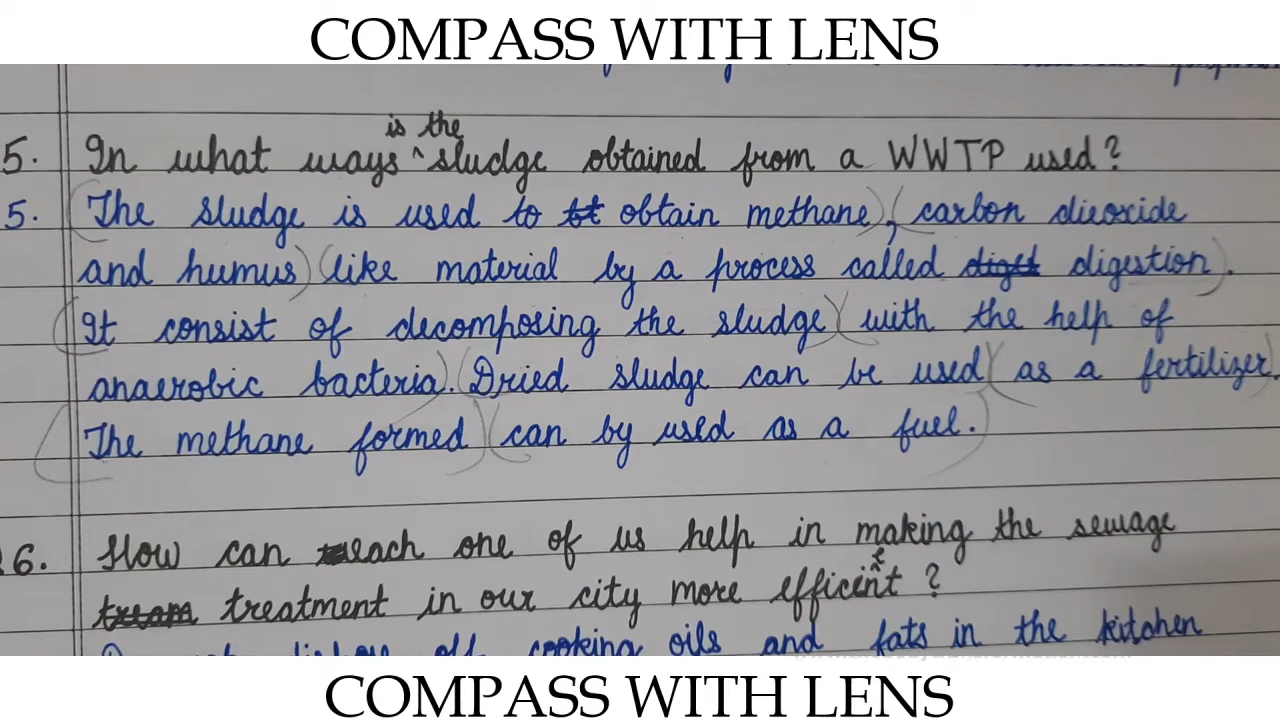 COMPASS WITH LENS
5. In what ways ^ is the sludge obtained from a WWTP used?
5. (The sludge is used to obtain methane), (carbon dieoxide
and humus) (like material by a process called digestion).
(It consist of decomposing the sludge) (with the help of
anaerobic bacteria). (Dried sludge can be used) (as a fertilizer).
(The methane formed) (can by used as a fuel.)
6. How can each one of us help in making the sewage
treatment in our city more efficient ?
off cooking oils and fats in the kitchen
COMPASS WITH LENS